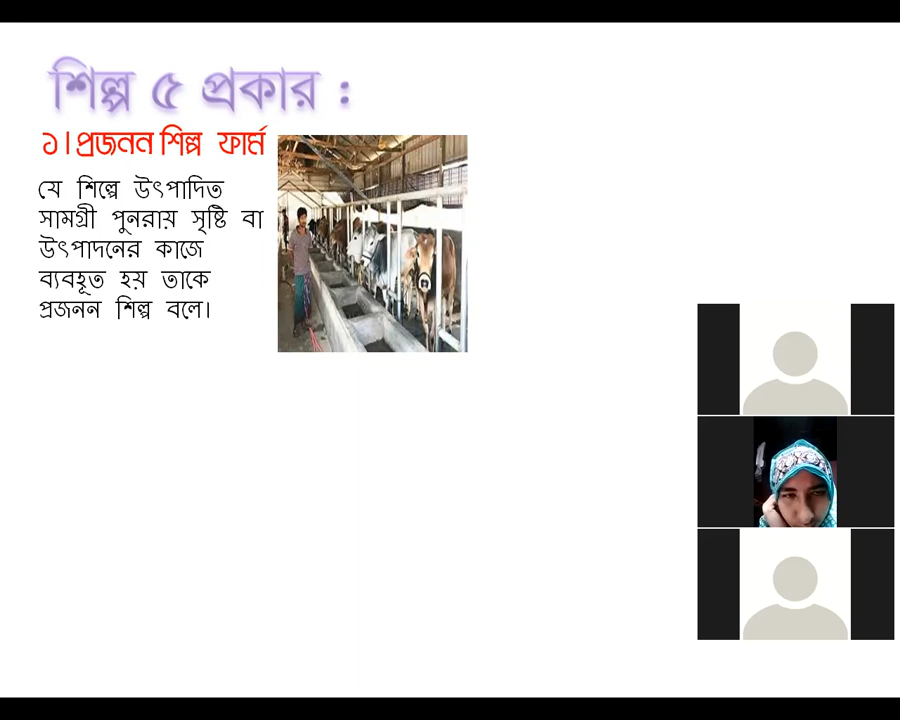 শিল্প ৫ প্রকার :
১। প্রজনন শিল্প ফার্ম
যে শিল্পে উৎপাদিত
সামগ্রী পুনরায় সৃষ্টি বা
উৎপাদনের কাজে
ব্যবহূত হয় তাকে
প্রজনন শিল্প বলে।